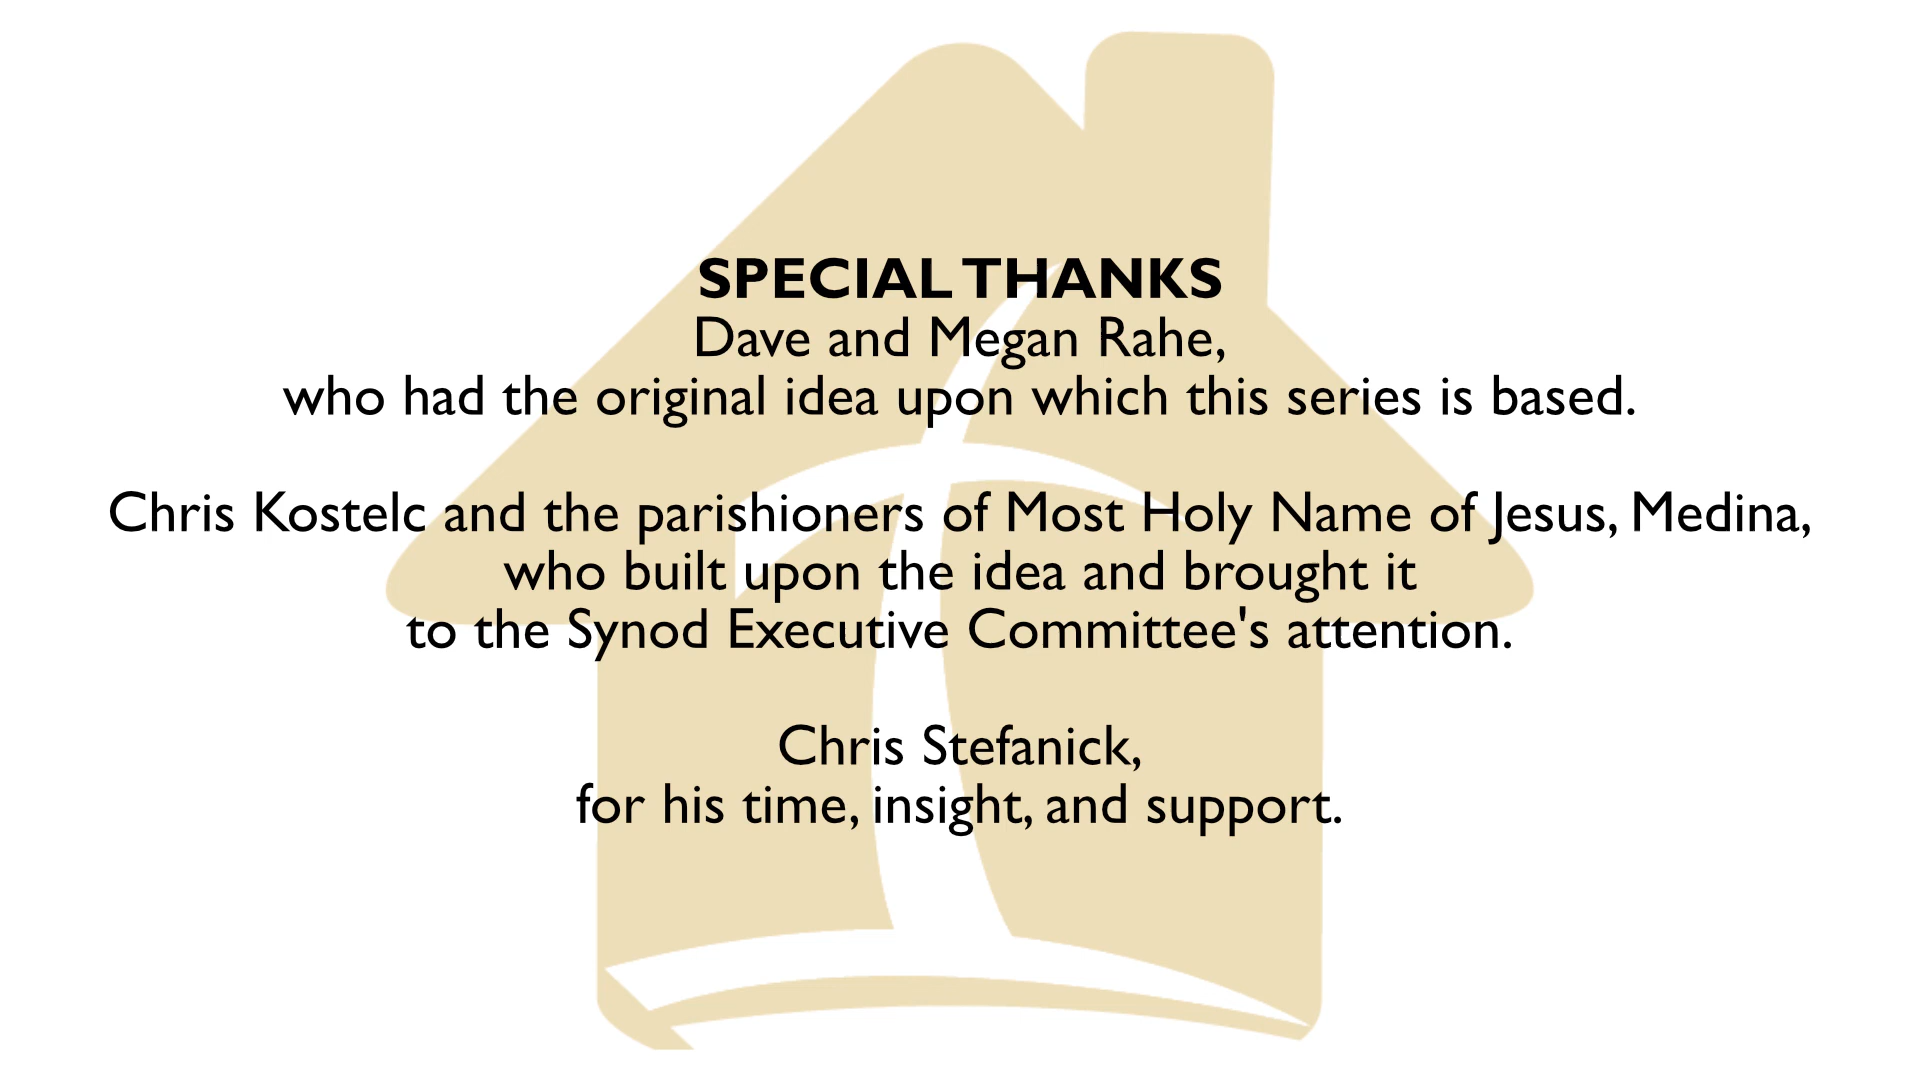 SPECIAL THANKS
Dave and Megan Rahe,
who had the original idea upon which this series is based.
Chris Kostelc and the parishioners of Most Holy Name of Jesus, Medina,
who built upon the idea and brought it
to the Synod Executive Committee's attention.
Chris Stefanick,
for his time, insight, and support.